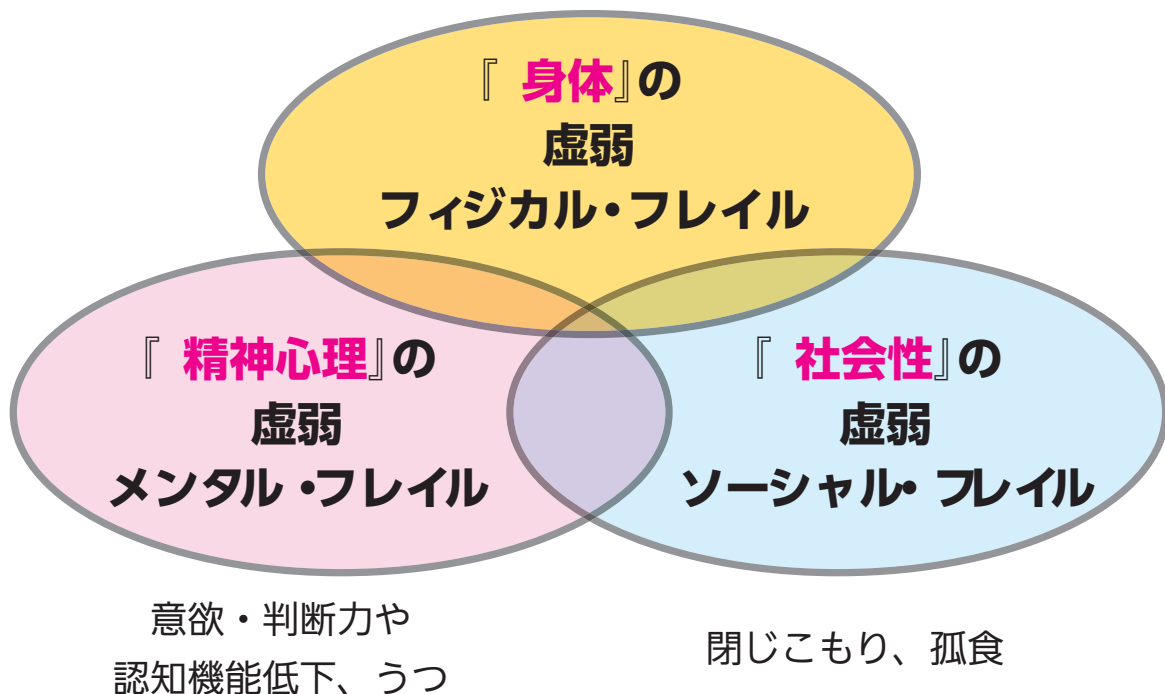 『 身体』の
虚弱
フィジカル・フレイル
『 精神心理』の
虚弱
メンタル ・フレイル
『 社会性』の
虚弱
ソーシャル・ フレイル
意欲・判断力や
認知機能低下、うつ
閉じこもり、孤食